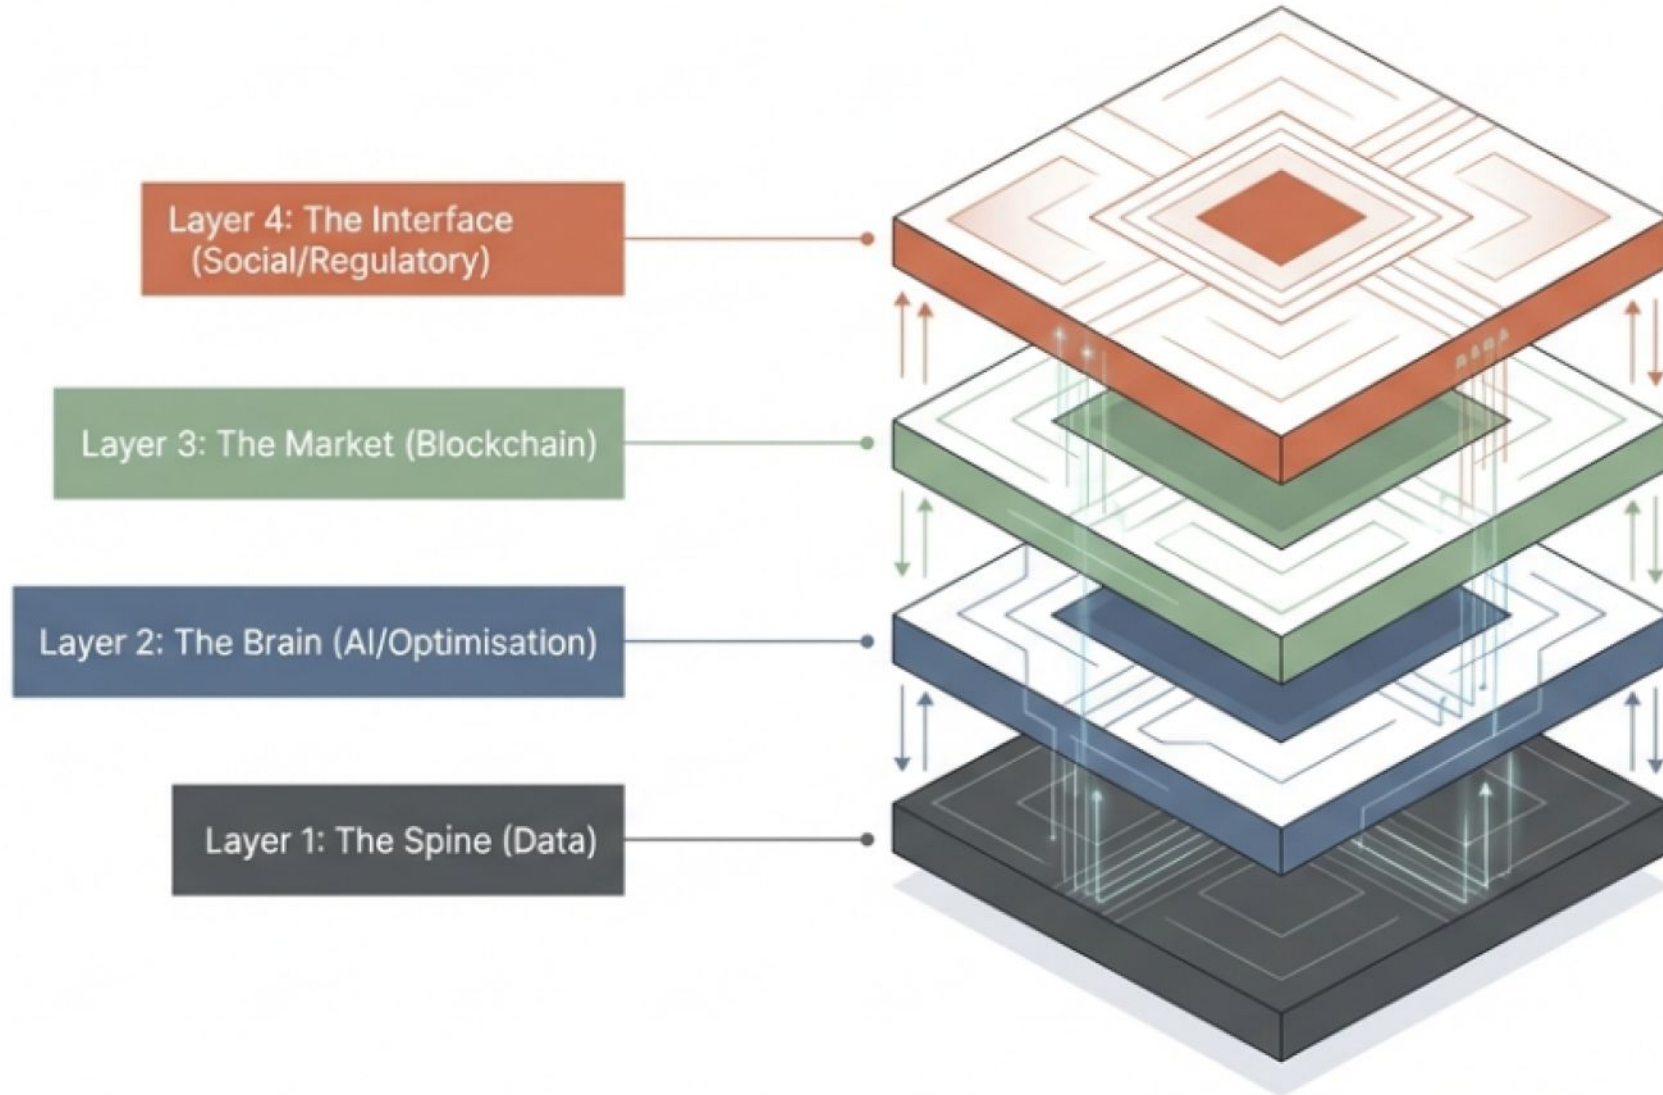 Layer 4: The Interface
(Social/Regulatory)
Layer 3: The Market (Blockchain)
Layer 2: The Brain (AI/Optimisation)
Layer 1: The Spine (Data)